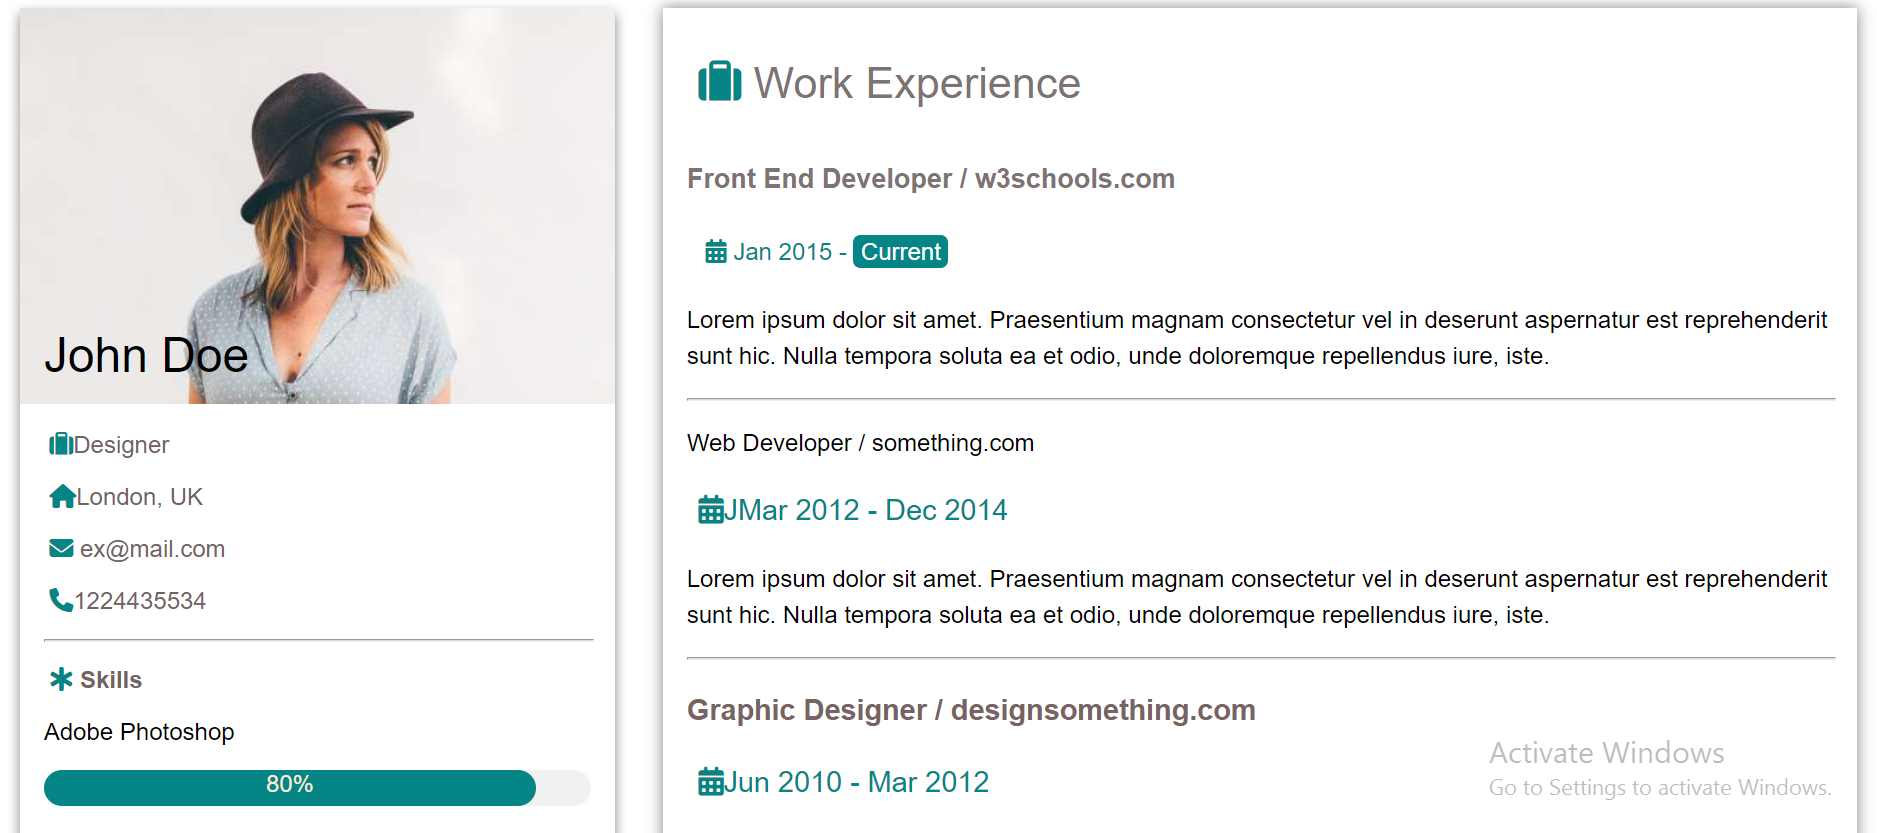 John Doe
Designer
London, UK
ex@mail.com
1224435534
Skills
Adobe Photoshop
80%
Work Experience
Front End Developer / w3schools.com
Jan 2015 - Current
Lorem ipsum dolor sit amet. Praesentium magnam consectetur vel in deserunt aspernatur est reprehenderit
sunt hic. Nulla tempora soluta ea et odio, unde doloremque repellendus iure, iste.
Web Developer / something.com
JMar 2012 - Dec 2014
Lorem ipsum dolor sit amet. Praesentium magnam consectetur vel in deserunt aspernatur est reprehenderit
sunt hic. Nulla tempora soluta ea et odio, unde doloremque repellendus iure, iste.
Graphic Designer / designsomething.com
Jun 2010 - Mar 2012
Activate Windows
Go to Settings to activate Windows.